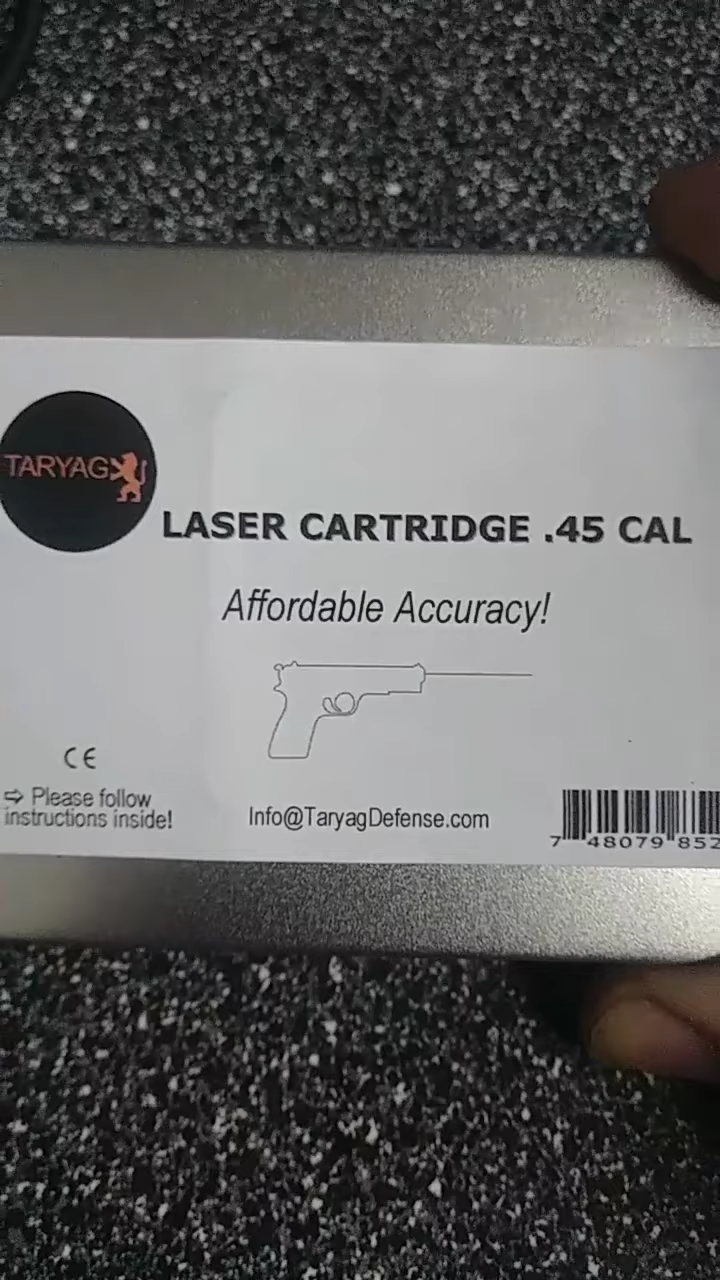 TARYAG
LASER CARTRIDGE .45 CAL
Affordable Accuracy!
CE
⇨ Please follow
instructions inside!
Info@TaryagDefense.com
7 48079 852